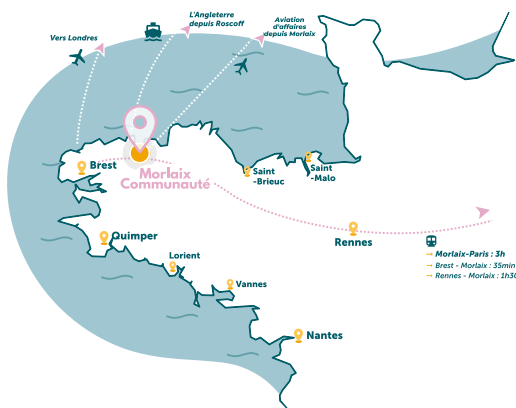 Vers Londres
L'Angleterre
depuis Roscoff
Aviation
d'affaires
depuis Morlaix
Brest
Morlaix
Communauté
Saint
-Brieuc
Saint
-Malo
Quimper
Rennes
Lorient
Vannes
Nantes
Morlaix-Paris : 3h
Brest - Morlaix : 35min
Rennes - Morlaix : 1h30